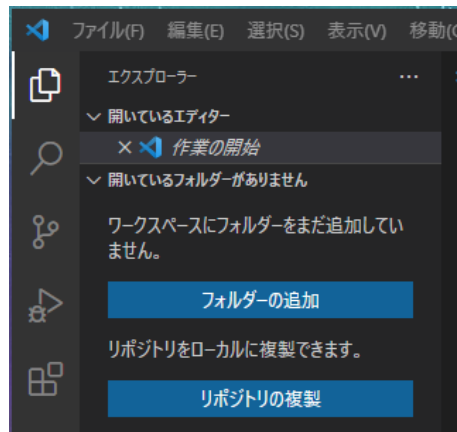 ファイル(F) 編集(E) 選択(S) 表示(V) 移動(G
エクスプローラー
開いているエディター
作業の開始
開いているフォルダーがありません
ワークスペースにフォルダーをまだ追加してい
ません。
フォルダーの追加
リポジトリをローカルに複製できます。
リポジトリの複製